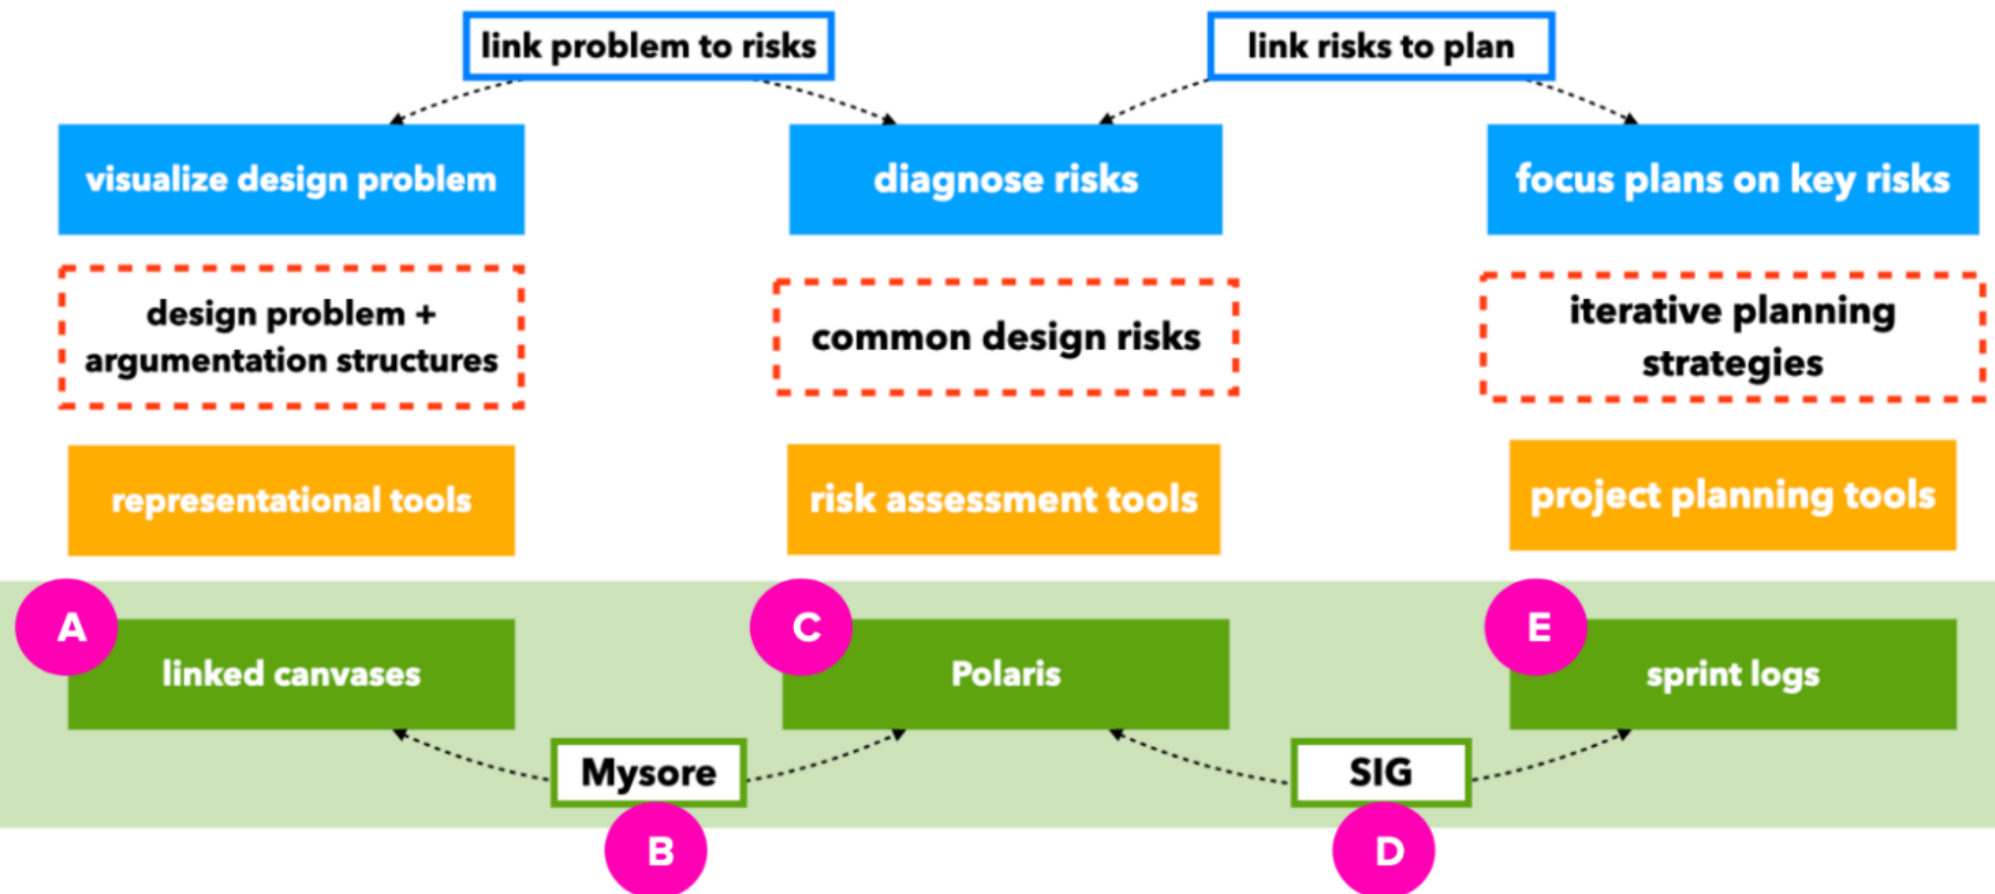 link problem to risks
link risks to plan
visualize design problem
diagnose risks
focus plans on key risks
design problem +
argumentation structures
common design risks
iterative planning
strategies
representational tools
risk assessment tools
project planning tools
A
C
E
linked canvases
Polaris
sprint logs
Mysore
SIG
B
D